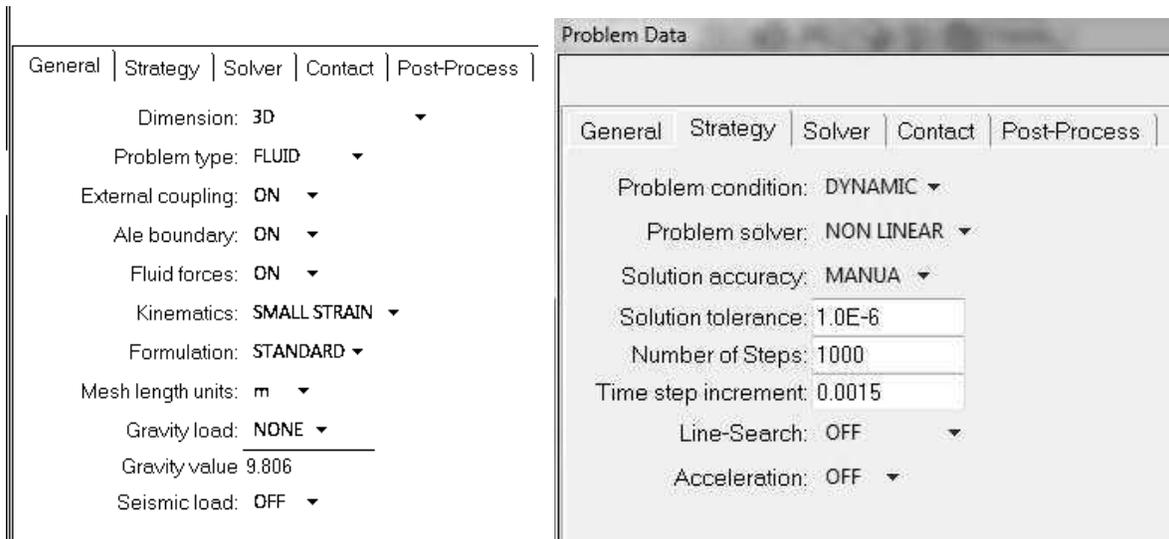 General Strategy Solver Contact Post-Process
Dimension: 3D
Problem type: FLUID
External coupling: ON
Ale boundary: ON
Fluid forces: ON
Kinematics: SMALL STRAIN
Formulation: STANDARD
Mesh length units: m
Gravity load: NONE
Gravity value 9.806
Seismic load: OFF
Problem Data
General Strategy Solver Contact Post-Process
Problem condition: DYNAMIC
Problem solver: NON LINEAR
Solution accuracy: MANUA
Solution tolerance: 1.0E-6
Number of Steps: 1000
Time step increment: 0.0015
Line-Search: OFF
Acceleration: OFF